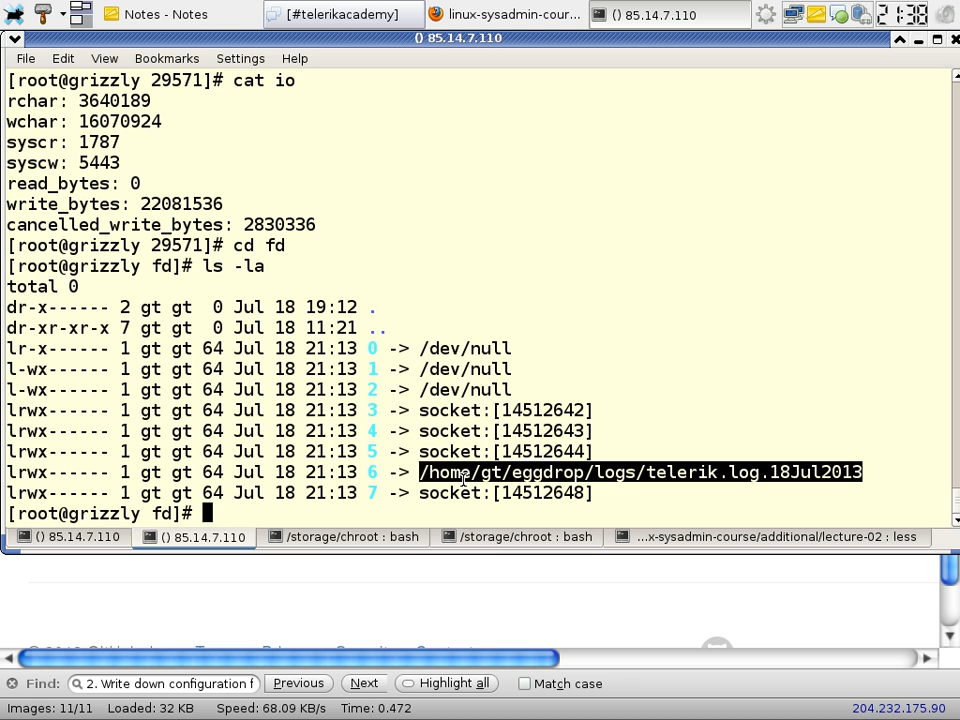 Notes - Notes
[#telerikacademy]
linux-sysadmin-cour...
() 85.14.7.110
21:38
() 85.14.7.110
File Edit View Bookmarks Settings Help
[root@grizzly 29571]# cat io
rchar: 3640189
wchar: 16070924
syscr: 1787
syscw: 5443
read_bytes: 0
write_bytes: 22081536
cancelled_write_bytes: 2830336
[root@grizzly 29571]# cd fd
[root@grizzly fd]# ls -la
total 0
dr-x------ 2 gt gt  0 Jul 18 19:12 .
dr-xr-xr-x 7 gt gt  0 Jul 18 11:21 ..
lr-x------ 1 gt gt 64 Jul 18 21:13 0 -> /dev/null
l-wx------ 1 gt gt 64 Jul 18 21:13 1 -> /dev/null
l-wx------ 1 gt gt 64 Jul 18 21:13 2 -> /dev/null
lrwx------ 1 gt gt 64 Jul 18 21:13 3 -> socket:[14512642]
lrwx------ 1 gt gt 64 Jul 18 21:13 4 -> socket:[14512643]
lrwx------ 1 gt gt 64 Jul 18 21:13 5 -> socket:[14512644]
lrwx------ 1 gt gt 64 Jul 18 21:13 6 -> /home/gt/eggdrop/logs/telerik.log.18Jul2013
lrwx------ 1 gt gt 64 Jul 18 21:13 7 -> socket:[14512648]
[root@grizzly fd]#
() 85.14.7.110
() 85.14.7.110
/storage/chroot : bash
/storage/chroot : bash
...x-sysadmin-course/additional/lecture-02 : less
Find: 2. Write down configuration f Previous Next Highlight all Match case
Images: 11/11 Loaded: 32 KB Speed: 68.09 KB/s Time: 0.472 204.232.175.90